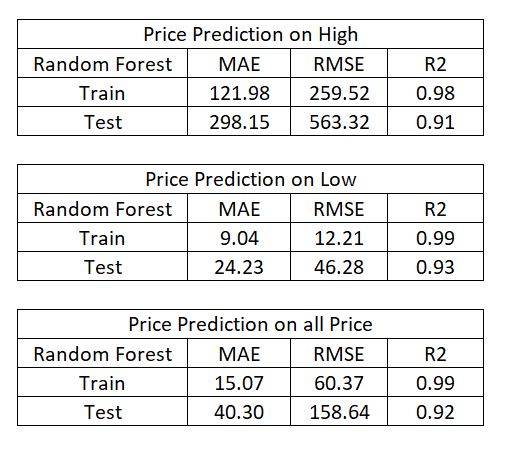 Price Prediction on High
Random Forest MAE RMSE R2
Train 121.98 259.52 0.98
Test 298.15 563.32 0.91
Price Prediction on Low
Random Forest MAE RMSE R2
Train 9.04 12.21 0.99
Test 24.23 46.28 0.93
Price Prediction on all Price
Random Forest MAE RMSE R2
Train 15.07 60.37 0.99
Test 40.30 158.64 0.92